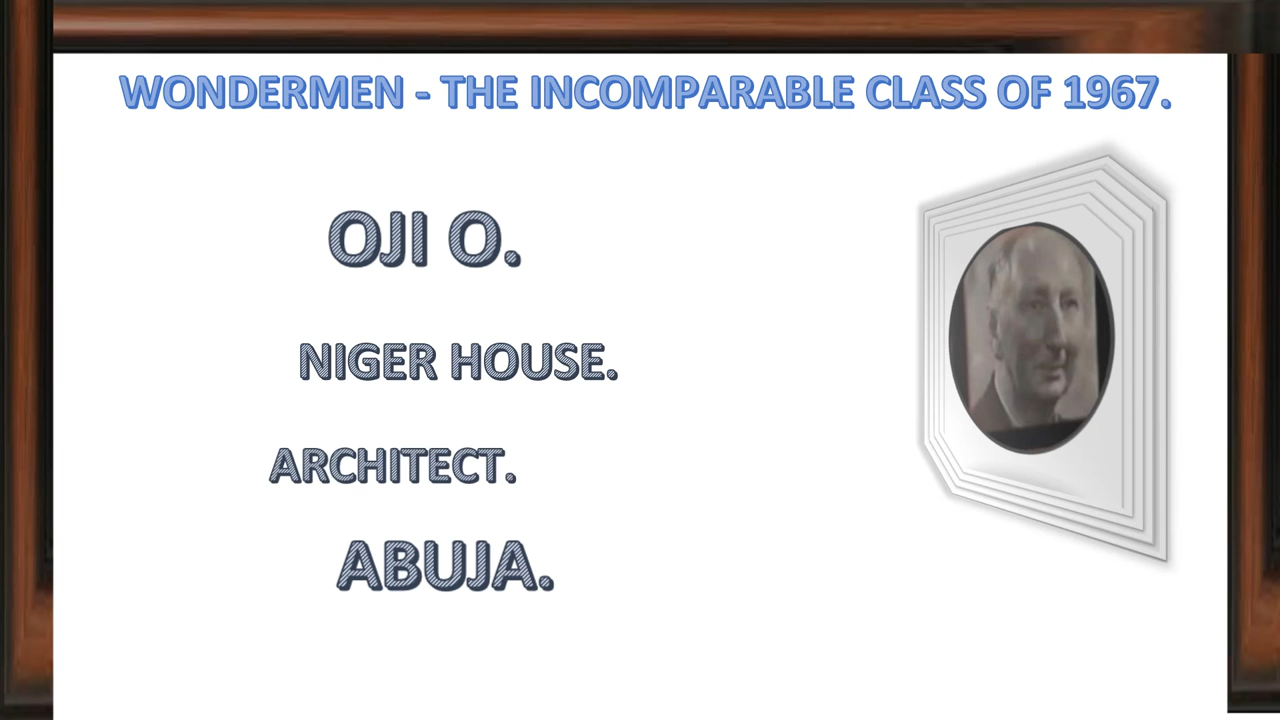 WONDERMEN - THE INCOMPARABLE CLASS OF 1967.
OJI O.
NIGER HOUSE.
ARCHITECT.
ABUJA.